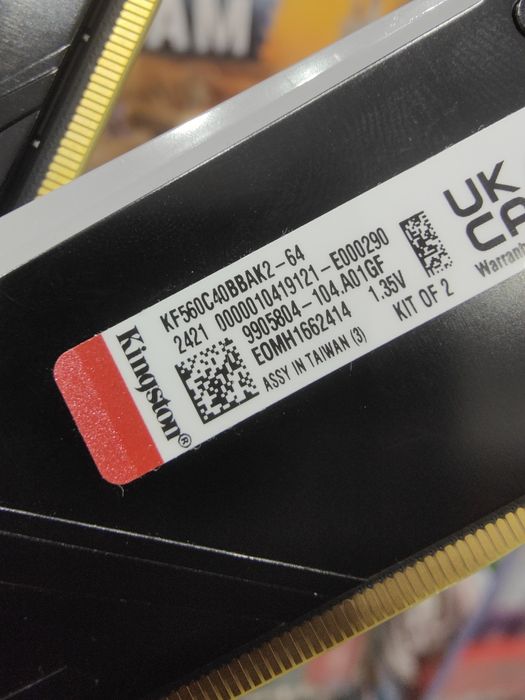 AM
Kingston®
KF560C40BBAK2-64
2421 0000010419121-E000290
9905804-104.A01GF
EOMH1662414 1.35V
ASSY IN TAIWAN (3) KIT OF 2
UK
CA